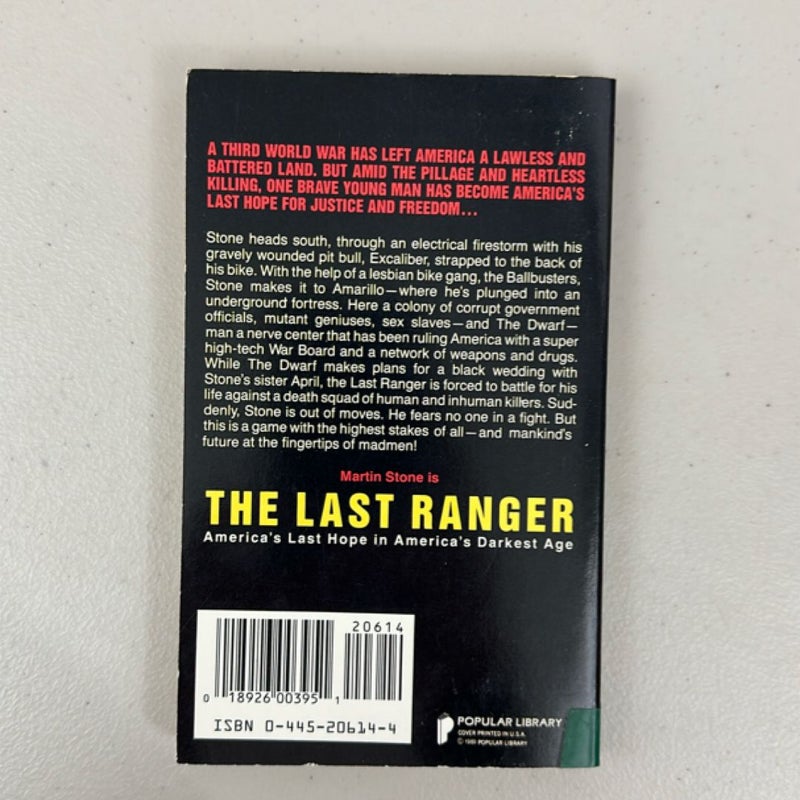 A THIRD WORLD WAR HAS LEFT AMERICA A LAWLESS AND
BATTERED LAND. BUT AMID THE PILLAGE AND HEARTLESS
KILLING, ONE BRAVE YOUNG MAN HAS BECOME AMERICA'S
LAST HOPE FOR JUSTICE AND FREEDOM...
Stone heads south, through an electrical firestorm with his
gravely wounded pit bull, Excaliber, strapped to the back of
his bike. With the help of a lesbian bike gang, the Ballbusters,
Stone makes it to Amarillo—where he's plunged into an
underground fortress. Here a colony of corrupt government
officials, mutant geniuses, sex slaves—and The Dwarf—
man a nerve center that has been ruling America with a super
high-tech War Board and a network of weapons and drugs.
While The Dwarf makes plans for a black wedding with
Stone's sister April, the Last Ranger is forced to battle for his
life against a death squad of human and inhuman killers. Sud-
denly, Stone is out of moves. He fears no one in a fight. But
this is a game with the highest stakes of all—and mankind's
future at the fingertips of madmen!
Martin Stone is
THE LAST RANGER
America's Last Hope in America's Darkest Age
20614
0 18926 00395 1
ISBN 0-445-20614-4
POPULAR LIBRARY
COVER PRINTED IN U.S.A.
© 1989 POPULAR LIBRARY